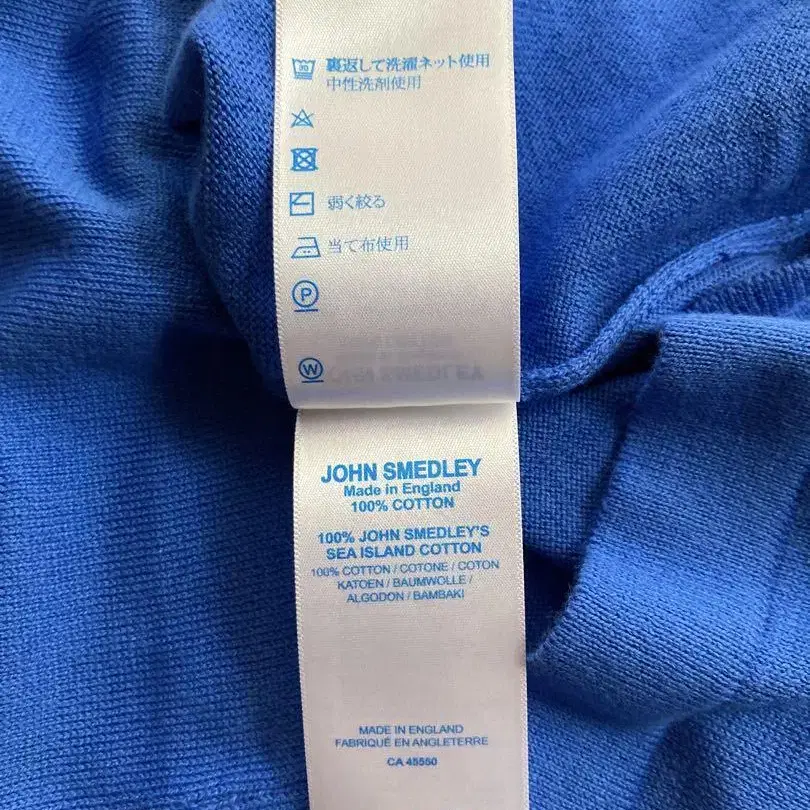 30
裏返して洗濯ネット使用
中性洗剤使用
弱く絞る
当て布使用
P
W
JOHN SMEDLEY
Made in England
100% COTTON
100% JOHN SMEDLEY'S
SEA ISLAND COTTON
100% COTTON / COTONE / COTON
KATOEN / BAUMWOLLE /
ALGODON / BAMBAKI
MADE IN ENGLAND
FABRIQUÉ EN ANGLETERRE
CA 45550